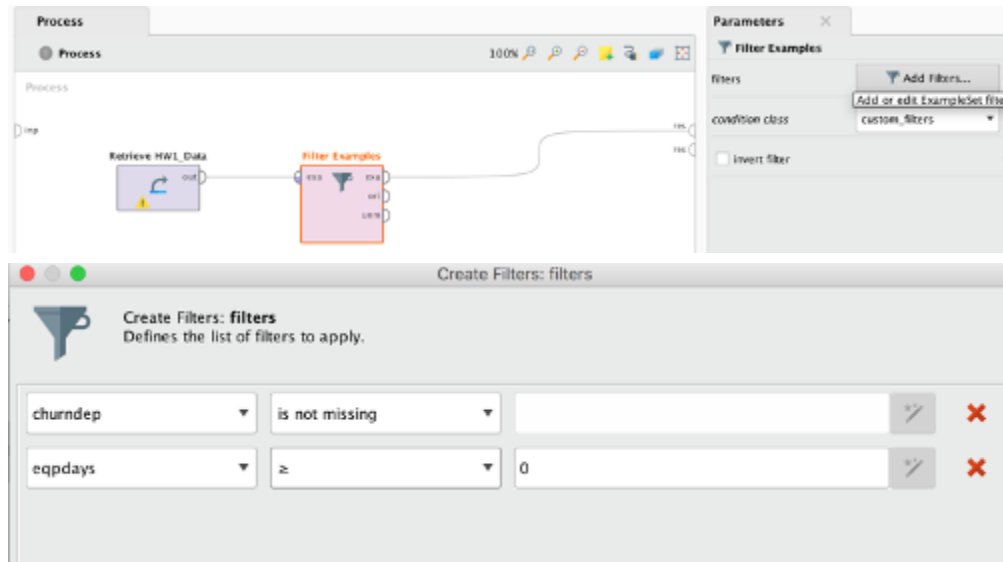 Process
Parameters
Process
100%
Filter Examples
Process
filters
Add Filters...
Add or edit ExampleSet filte
inp
res
condition class
custom_filters
res
Retrieve HW1_Data
Filter Examples
invert filter
out
exa
exa
ori
unm
Create Filters: filters
Create Filters: filters
Defines the list of filters to apply.
churndep
is not missing
eqpdays
≥
0